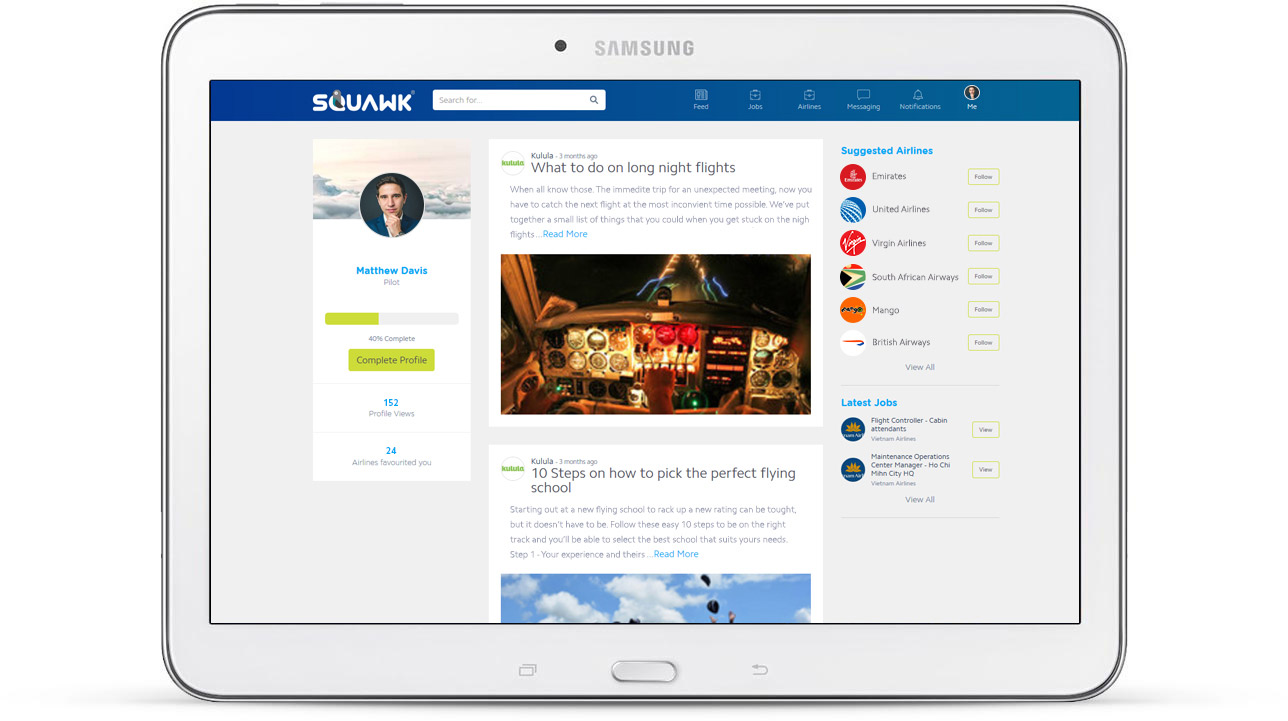 SAMSUNG
SQUAWK
Search for..
Feed
Jobs
Airlines
Messaging
Notifications
Me
Matthew Davis
Pilot
40% Complete
Complete Profile
152
Profile Views
24
Airlines favourited you
kulula
Kulula - 3 months ago
What to do on long night flights
When all know those. The immedite trip for an unexpected meeting, now you
have to catch the next flight at the most inconvient time possible. We've put
together a small list of things that you could when you get stuck on the nigh
flights ...Read More
kulula
Kulula - 3 months ago
10 Steps on how to pick the perfect flying
school
Starting out at a new flying school to rack up a new rating can be tought,
but it doesn't have to be. Follow these easy 10 steps to be on the right
track and you'll be able to select the best school that suits yours needs.
Step 1 - Your experience and theirs ...Read More
Suggested Airlines
Emirates
Emirates
Follow
United Airlines
Follow
Virgin
Virgin Airlines
Follow
South African Airways
Follow
mango
Mango
Follow
British Airways
Follow
View All
Latest Jobs
Flight Controller - Cabin
attendants
Vietnam Airlines
View
Maintenance Operations
Center Manager - Ho Chi
Mihn City HQ
Vietnam Airlines
View
View All